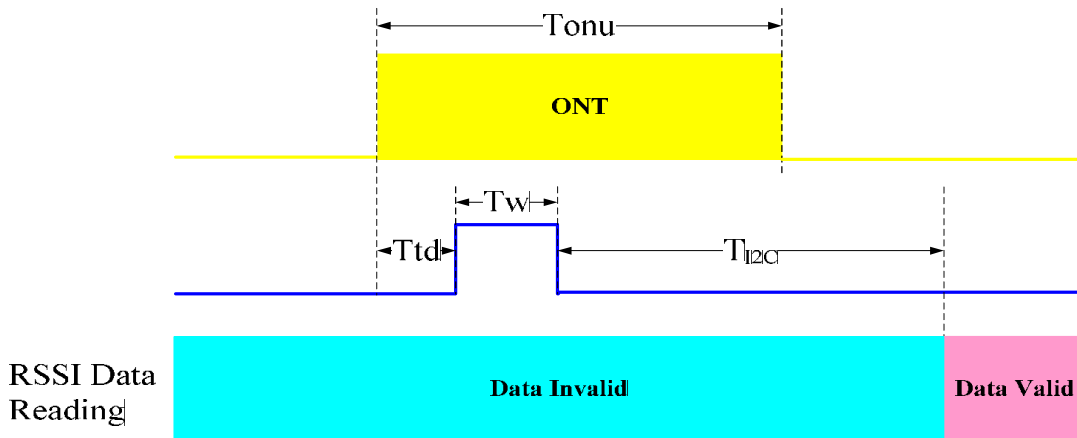 Tonu
ONT
Tw
Ttd
TI2C
RSSI Data
Reading
Data Invalid
Data Valid